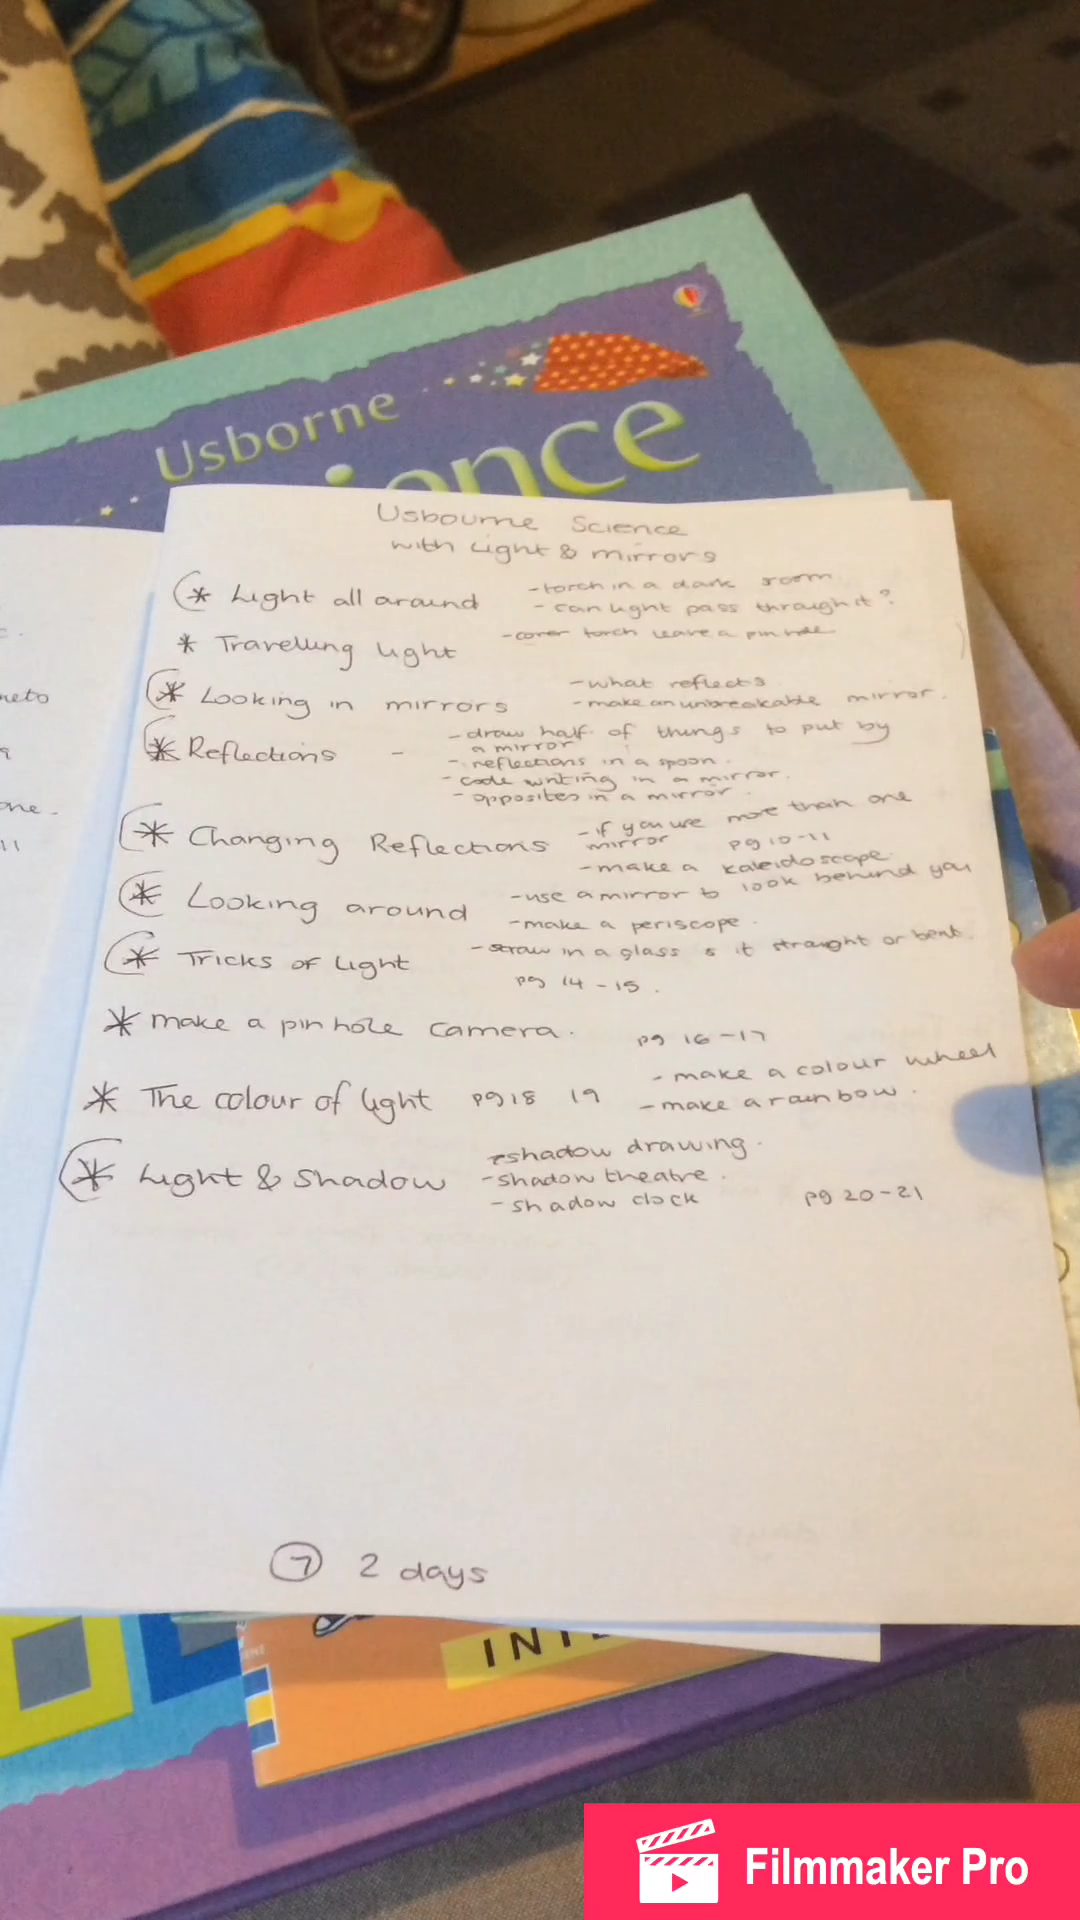 Usborne
ience
Usbourne Science
with Light & mirrors
* Light all around
- torch in a dark room
- can light pass through it?
* Travelling light
- cover torch leave a pin hole
* Looking in mirrors
- what reflects
- make an unbreakable mirror.
* Reflections -
- draw half of things to put by
a mirror
- reflections in a spoon.
- code writing in a mirror.
- opposites in a mirror.
* Changing Reflections
- if you use more than one
mirror pg 10-11
- make a kaleidoscope
* Looking around
- use a mirror to look behind you
- make a periscope.
* Tricks of light
- straw in a glass is it straight or bent.
pg 14-15.
* make a pin hole camera. pg 16-17
* The colour of light pg 18 19
- make a colour wheel
- make a rainbow.
* Light & Shadow
- shadow drawing.
- shadow theatre.
- shadow clock pg 20-21
7 2 days
neto
one.
11
INT
Filmmaker Pro